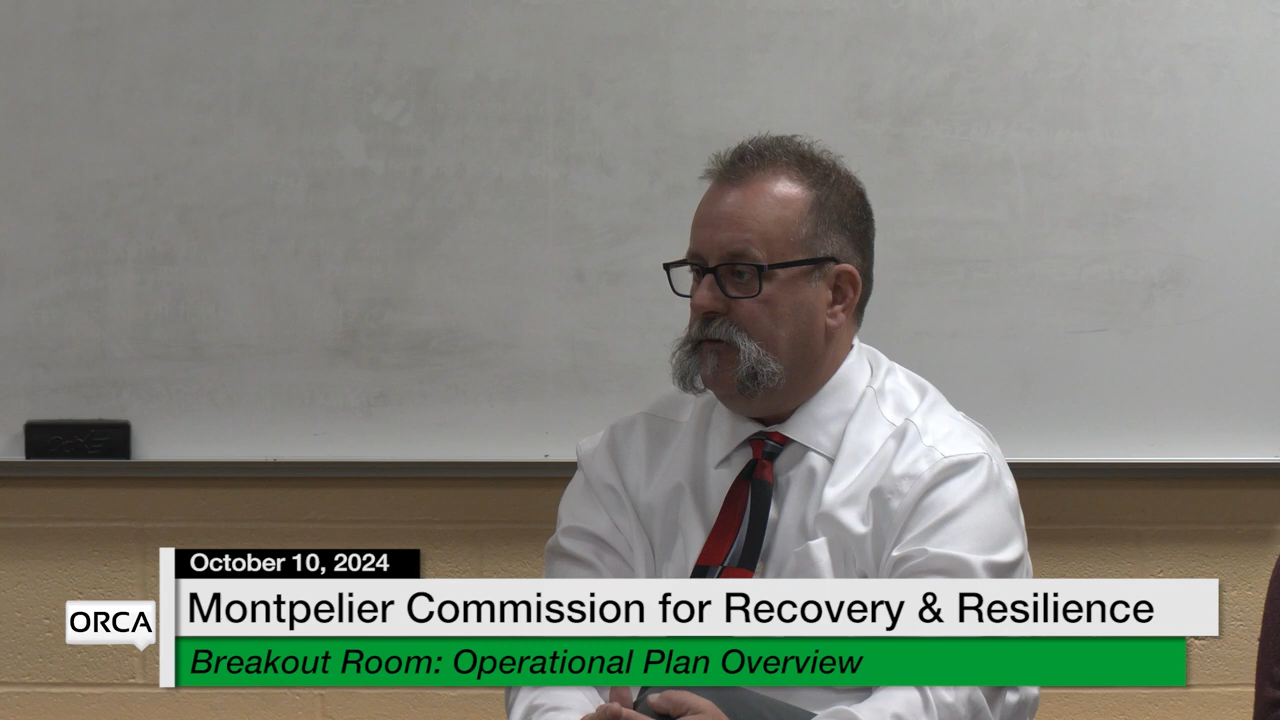 October 10, 2024
Montpelier Commission for Recovery & Resilience
ORCA
Breakout Room: Operational Plan Overview